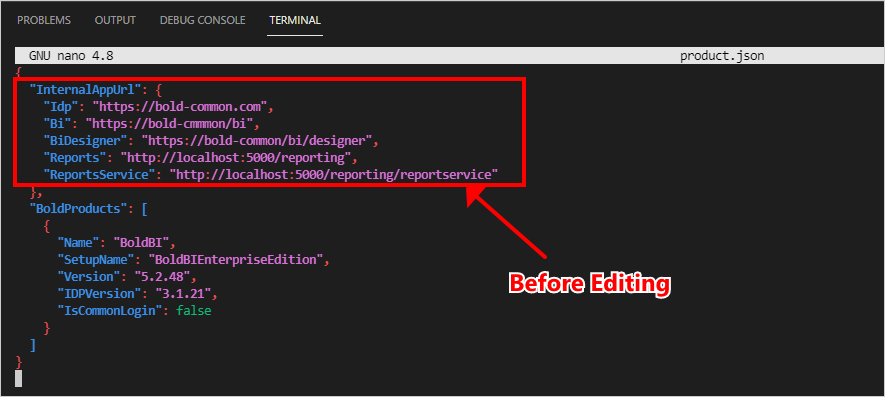 PROBLEMS OUTPUT DEBUG CONSOLE TERMINAL
GNU nano 4.8 product.json
{
"InternalAppUrl": {
"Idp": "https://bold-common.com",
"Bi": "https://bold-cmmmon/bi",
"BiDesigner": "https://bold-common/bi/designer",
"Reports": "http://localhost:5000/reporting",
"ReportsService": "http://localhost:5000/reporting/reportservice"
},
"BoldProducts": [
{
"Name": "BoldBI",
"SetupName": "BoldBIEnterpriseEdition",
"Version": "5.2.48",
"IDPVersion": "3.1.21",
"IsCommonLogin": false
}
]
}
Before Editing